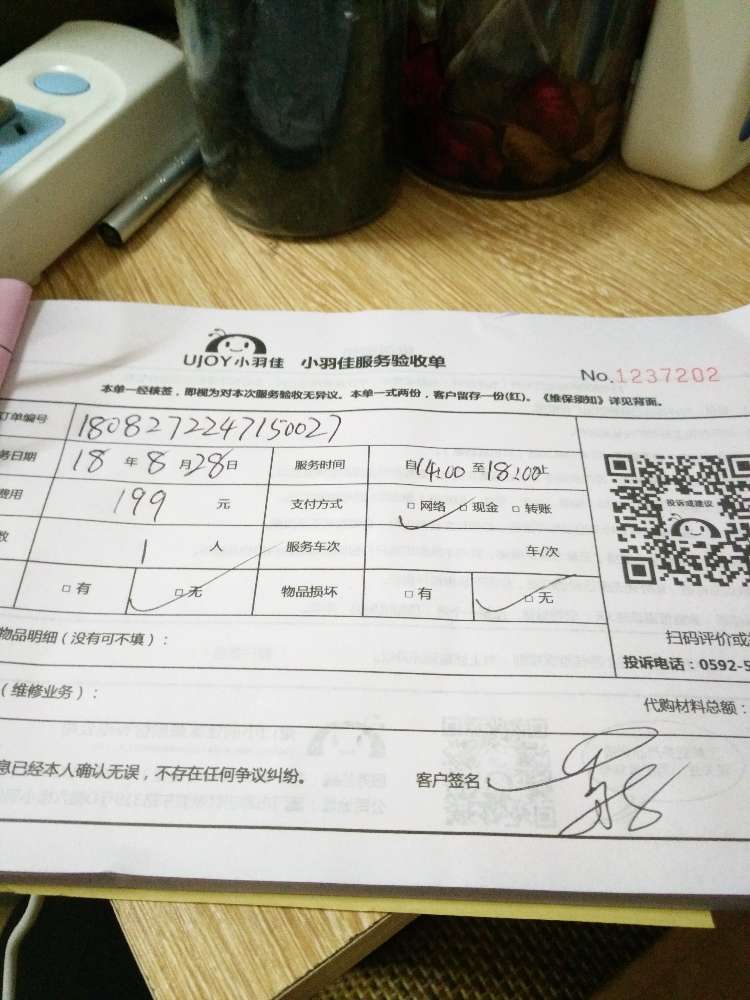 UJOY小羽佳 小羽佳服务验收单
No.1237202
本单一经核签，即视为对本次服务验收无异议。本单一式两份，客户留存一份(红)。《维保须知》详见背面。
订单编号 1808272247150027
务日期 18 年 8 月 28 日 服务时间 自 14:00 至 18:00 止
费用 199 元 支付方式 □ 网络 □ 现金 □ 转账
数 1 人 服务车次 车/次
□ 有 □ 无 物品损坏 □ 有 □ 无
投诉或建议
扫码评价或
物品明细（没有可不填）：
投诉电话：0592-5
（维修业务）：
代购材料总额：
息已经本人确认无误，不存在任何争议纠纷。 客户签名：